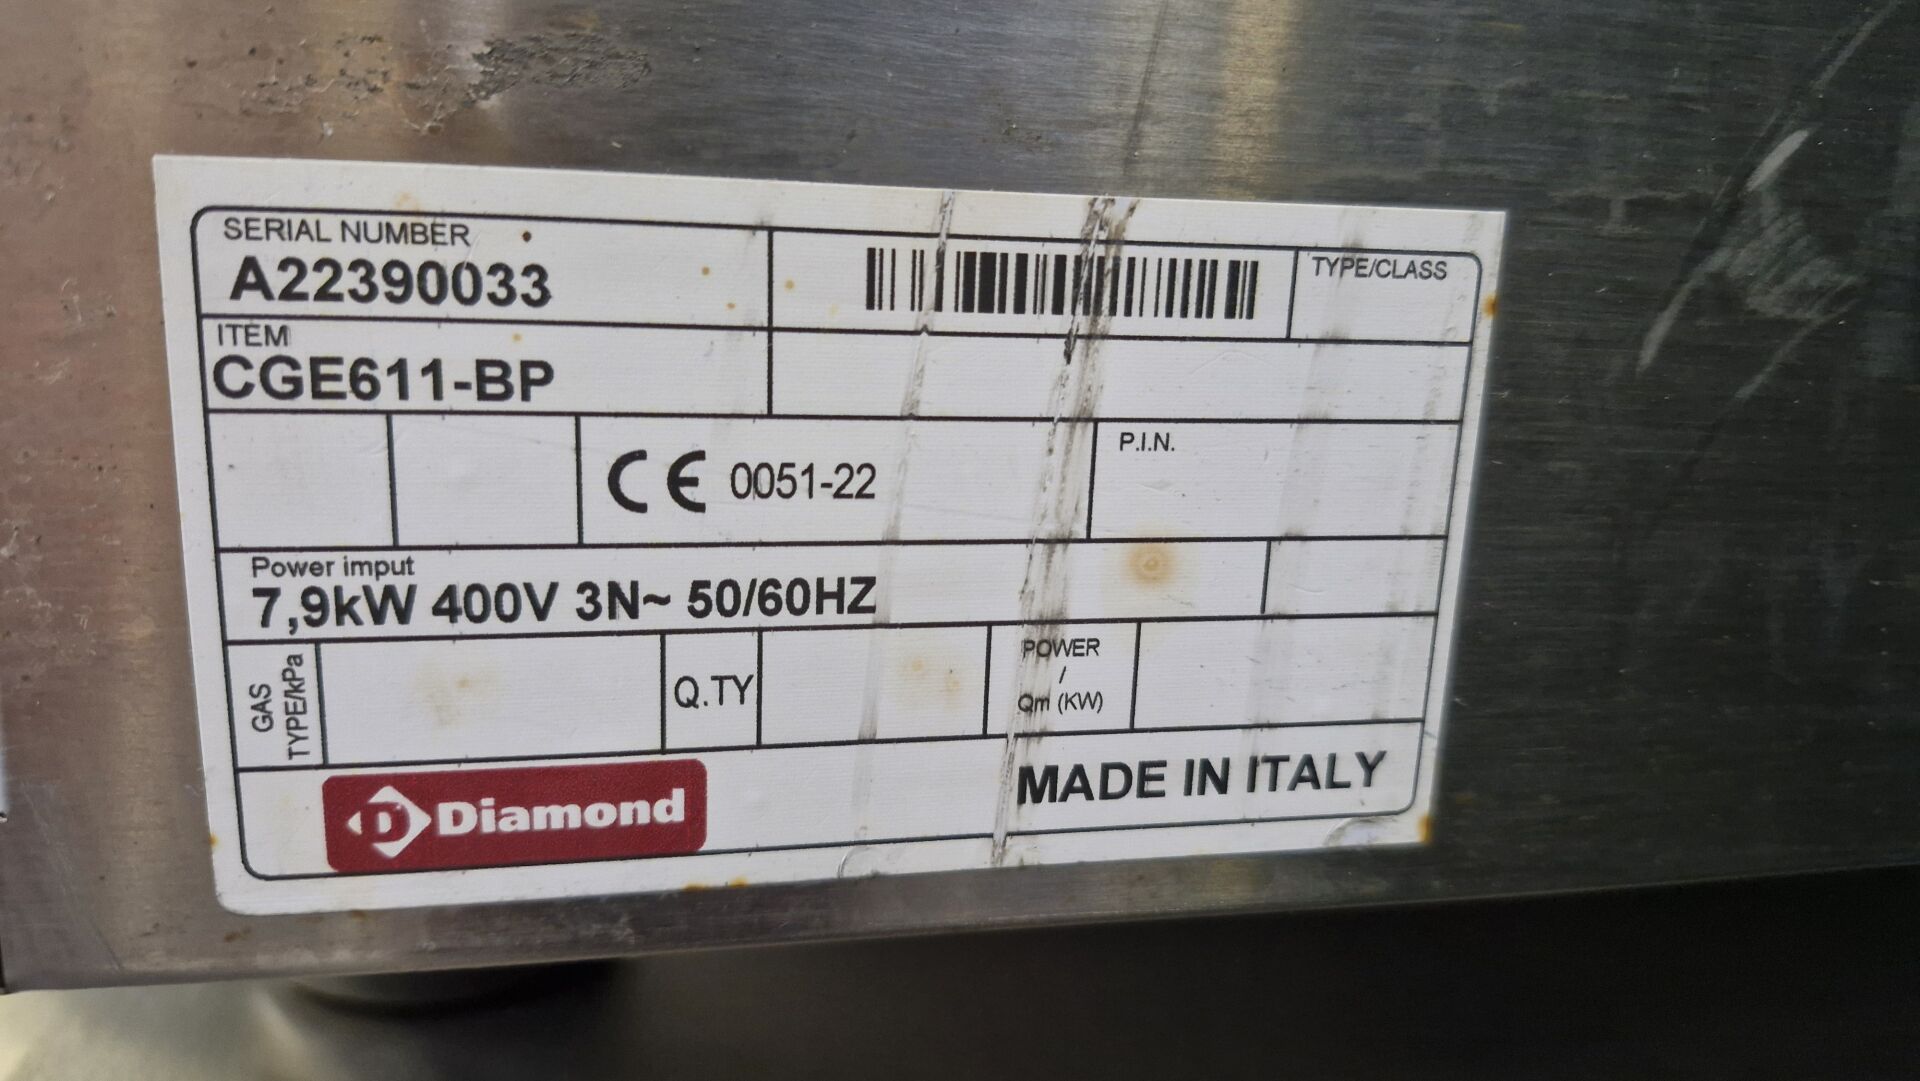 SERIAL NUMBER
A22390033
TYPE/CLASS
ITEM
CGE611-BP
CE 0051-22
P.I.N.
Power imput
7,9kW 400V 3N~ 50/60HZ
GAS
TYPE/kPa
Q.TY
POWER
/
Qm (KW)
D Diamond
MADE IN ITALY